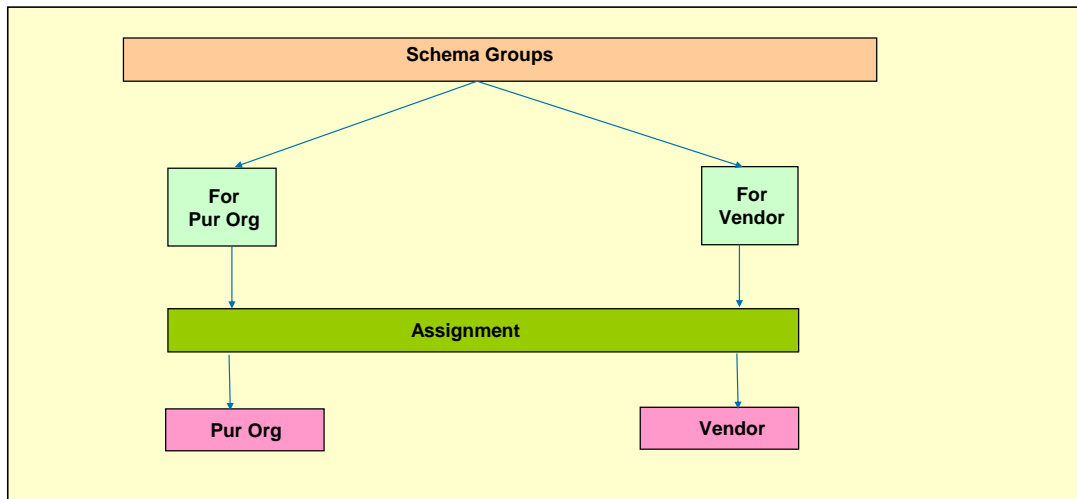 Schema Groups
For
Pur Org
For
Vendor
Assignment
Pur Org
Vendor